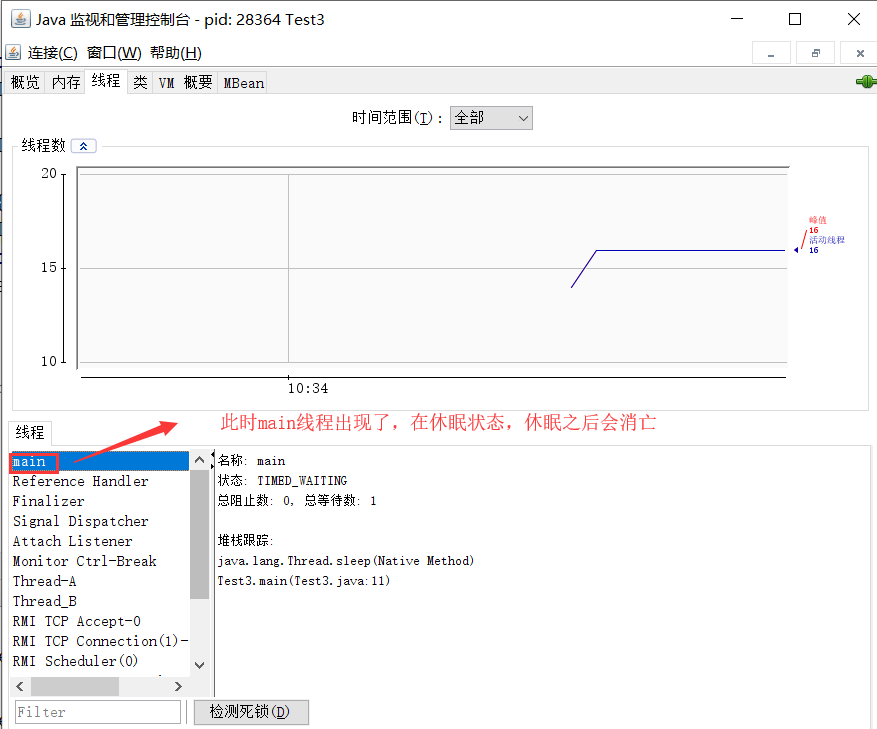 Java 监视和管理控制台 - pid: 28364 Test3
连接(C) 窗口(W) 帮助(H)
概览 内存 线程 类 VM 概要 MBean
时间范围(T): 全部
线程数
20
15
10
峰值
16
活动线程
16
10:34
此时main线程出现了，在休眠状态，休眠之后会消亡
线程
main
Reference Handler
Finalizer
Signal Dispatcher
Attach Listener
Monitor Ctrl-Break
Thread-A
Thread_B
RMI TCP Accept-0
RMI TCP Connection(1)-
RMI Scheduler(0)
名称: main
状态: TIMED_WAITING
总阻止数: 0, 总等待数: 1
堆栈跟踪:
java.lang.Thread.sleep(Native Method)
Test3.main(Test3.java:11)
Filter
检测死锁(D)